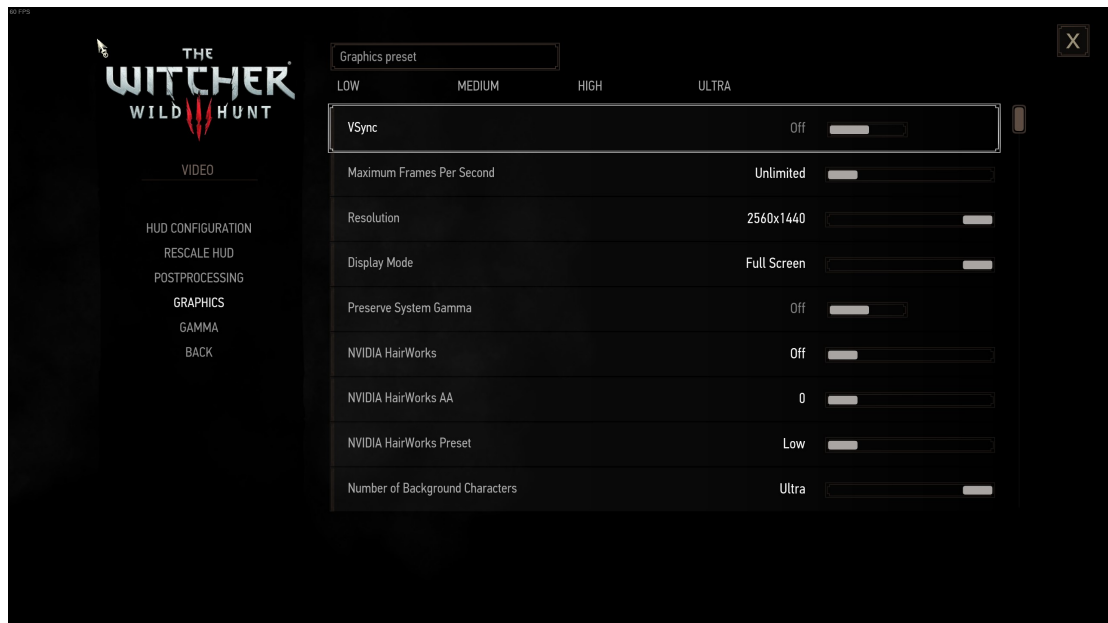 60 FPS
THE
WITCHER
WILD HUNT
VIDEO
HUD CONFIGURATION
RESCALE HUD
POSTPROCESSING
GRAPHICS
GAMMA
BACK
X
Graphics preset
LOW MEDIUM HIGH ULTRA
VSync Off
Maximum Frames Per Second Unlimited
Resolution 2560x1440
Display Mode Full Screen
Preserve System Gamma Off
NVIDIA HairWorks Off
NVIDIA HairWorks AA 0
NVIDIA HairWorks Preset Low
Number of Background Characters Ultra